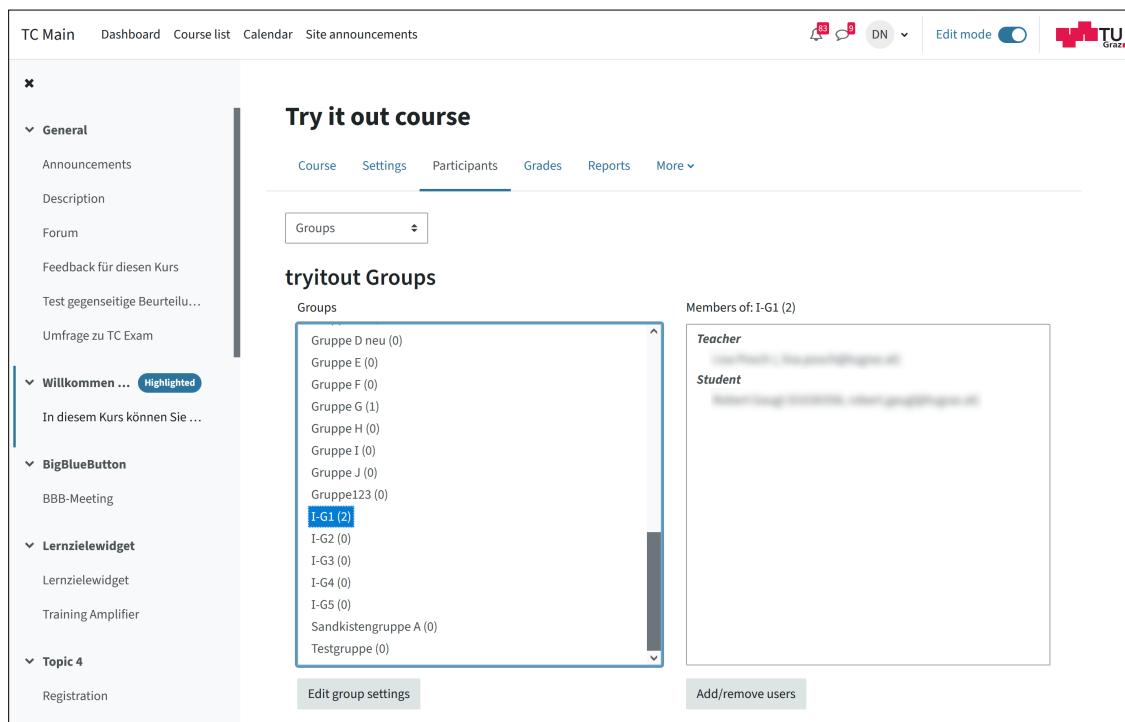 TC Main Dashboard Course list Calendar Site announcements 83 9 DN Edit mode TU Graz
General
Announcements
Description
Forum
Feedback für diesen Kurs
Test gegenseitige Beurteilu...
Umfrage zu TC Exam
Willkommen ... Highlighted
In diesem Kurs können Sie ...
BigBlueButton
BBB-Meeting
Lernzielewidget
Lernzielewidget
Training Amplifier
Topic 4
Registration
Try it out course
Course Settings Participants Grades Reports More
Groups
tryitout Groups
Groups
Gruppe D neu (0)
Gruppe E (0)
Gruppe F (0)
Gruppe G (1)
Gruppe H (0)
Gruppe I (0)
Gruppe J (0)
Gruppe123 (0)
I-G1 (2)
I-G2 (0)
I-G3 (0)
I-G4 (0)
I-G5 (0)
Sandkistengruppe A (0)
Testgruppe (0)
Edit group settings
Members of: I-G1 (2)
Teacher
Student
Add/remove users